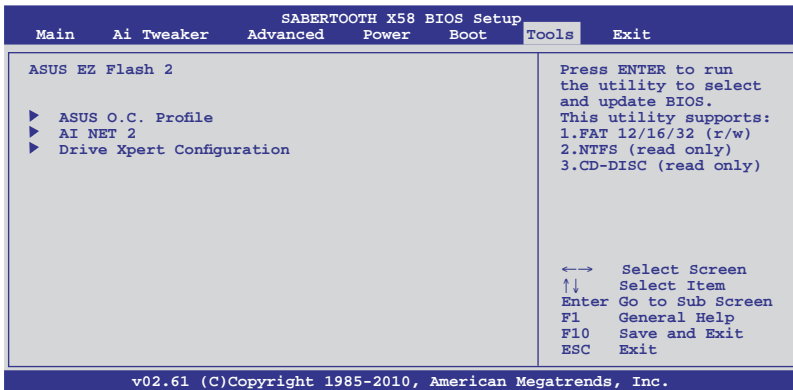 SABERTOOTH X58 BIOS Setup
Main Ai Tweaker Advanced Power Boot Tools Exit
ASUS EZ Flash 2
ASUS O.C. Profile
AI NET 2
Drive Xpert Configuration
Press ENTER to run
the utility to select
and update BIOS.
This utility supports:
1.FAT 12/16/32 (r/w)
2.NTFS (read only)
3.CD-DISC (read only)
←→ Select Screen
↑↓ Select Item
Enter Go to Sub Screen
F1 General Help
F10 Save and Exit
ESC Exit
v02.61 (C)Copyright 1985-2010, American Megatrends, Inc.